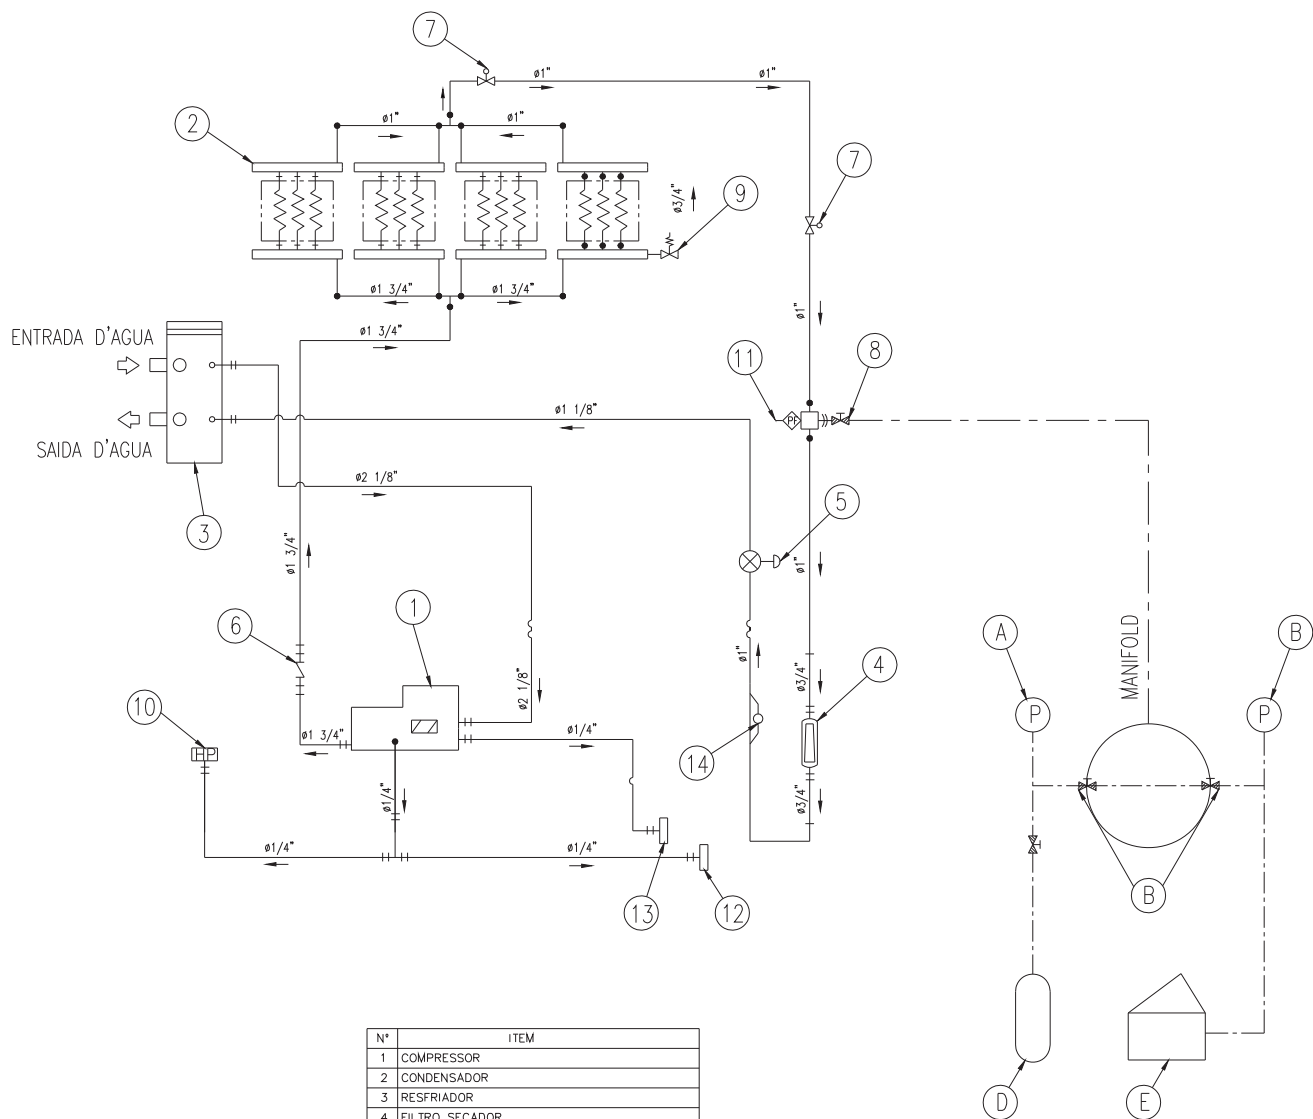 7
ø1"
ø1"
2
ø1"
ø1"
7
ø3/4"
9
ø1 3/4"
ø1 3/4"
ø1"
ENTRADA D'AGUA
ø1 3/4"
11
8
ø1 1/8"
PF
SAIDA D'AGUA
ø2 1/8"
5
3
ø1 3/4"
ø1"
1
6
A
B
MANIFOLD
ø1"
ø3/4"
4
ø2 1/8"
10
P
P
HP
ø1 3/4"
ø1/4"
14
ø1/4"
ø3/4"
ø1/4"
ø1/4"
13
12
B
D
E
N° ITEM
1 COMPRESSOR
2 CONDENSADOR
3 RESFRIADOR
4 FILTRO SECADOR